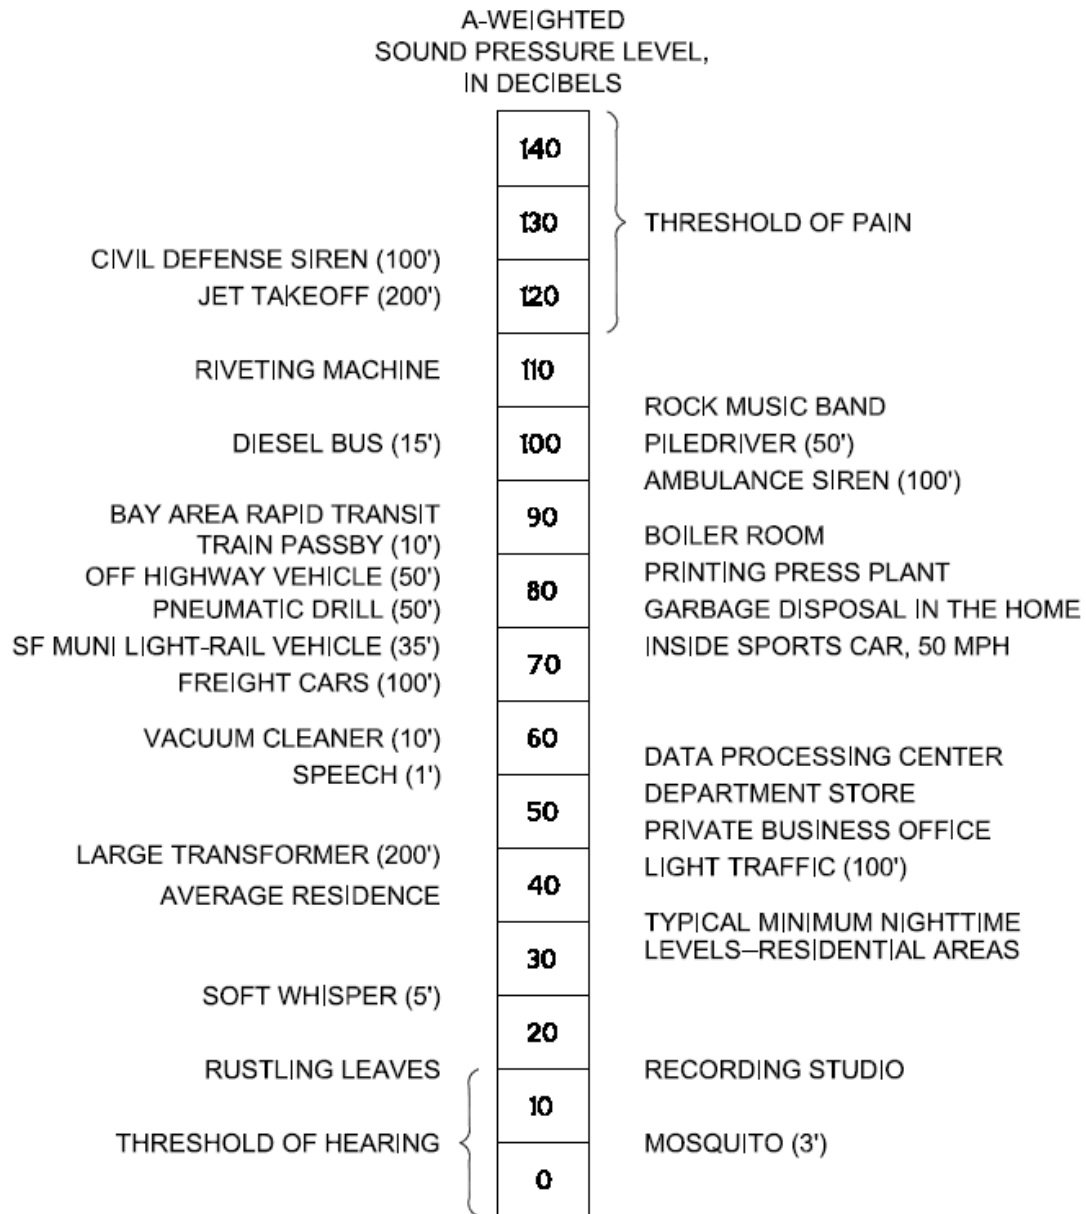 A-WEIGHTED
SOUND PRESSURE LEVEL,
IN DECIBELS
140
130
THRESHOLD OF PAIN
CIVIL DEFENSE SIREN (100')
JET TAKEOFF (200')
120
RIVETING MACHINE
110
ROCK MUSIC BAND
DIESEL BUS (15')
100
PILEDRIVER (50')
AMBULANCE SIREN (100')
BAY AREA RAPID TRANSIT
TRAIN PASSBY (10')
90
BOILER ROOM
OFF HIGHWAY VEHICLE (50')
PNEUMATIC DRILL (50')
80
PRINTING PRESS PLANT
GARBAGE DISPOSAL IN THE HOME
SF MUNI LIGHT-RAIL VEHICLE (35')
FREIGHT CARS (100')
70
INSIDE SPORTS CAR, 50 MPH
VACUUM CLEANER (10')
60
DATA PROCESSING CENTER
SPEECH (1')
DEPARTMENT STORE
50
PRIVATE BUSINESS OFFICE
LARGE TRANSFORMER (200')
LIGHT TRAFFIC (100')
AVERAGE RESIDENCE
40
TYPICAL MINIMUM NIGHTTIME
LEVELS–RESIDENTIAL AREAS
30
SOFT WHISPER (5')
20
RUSTLING LEAVES
RECORDING STUDIO
10
THRESHOLD OF HEARING
MOSQUITO (3')
0